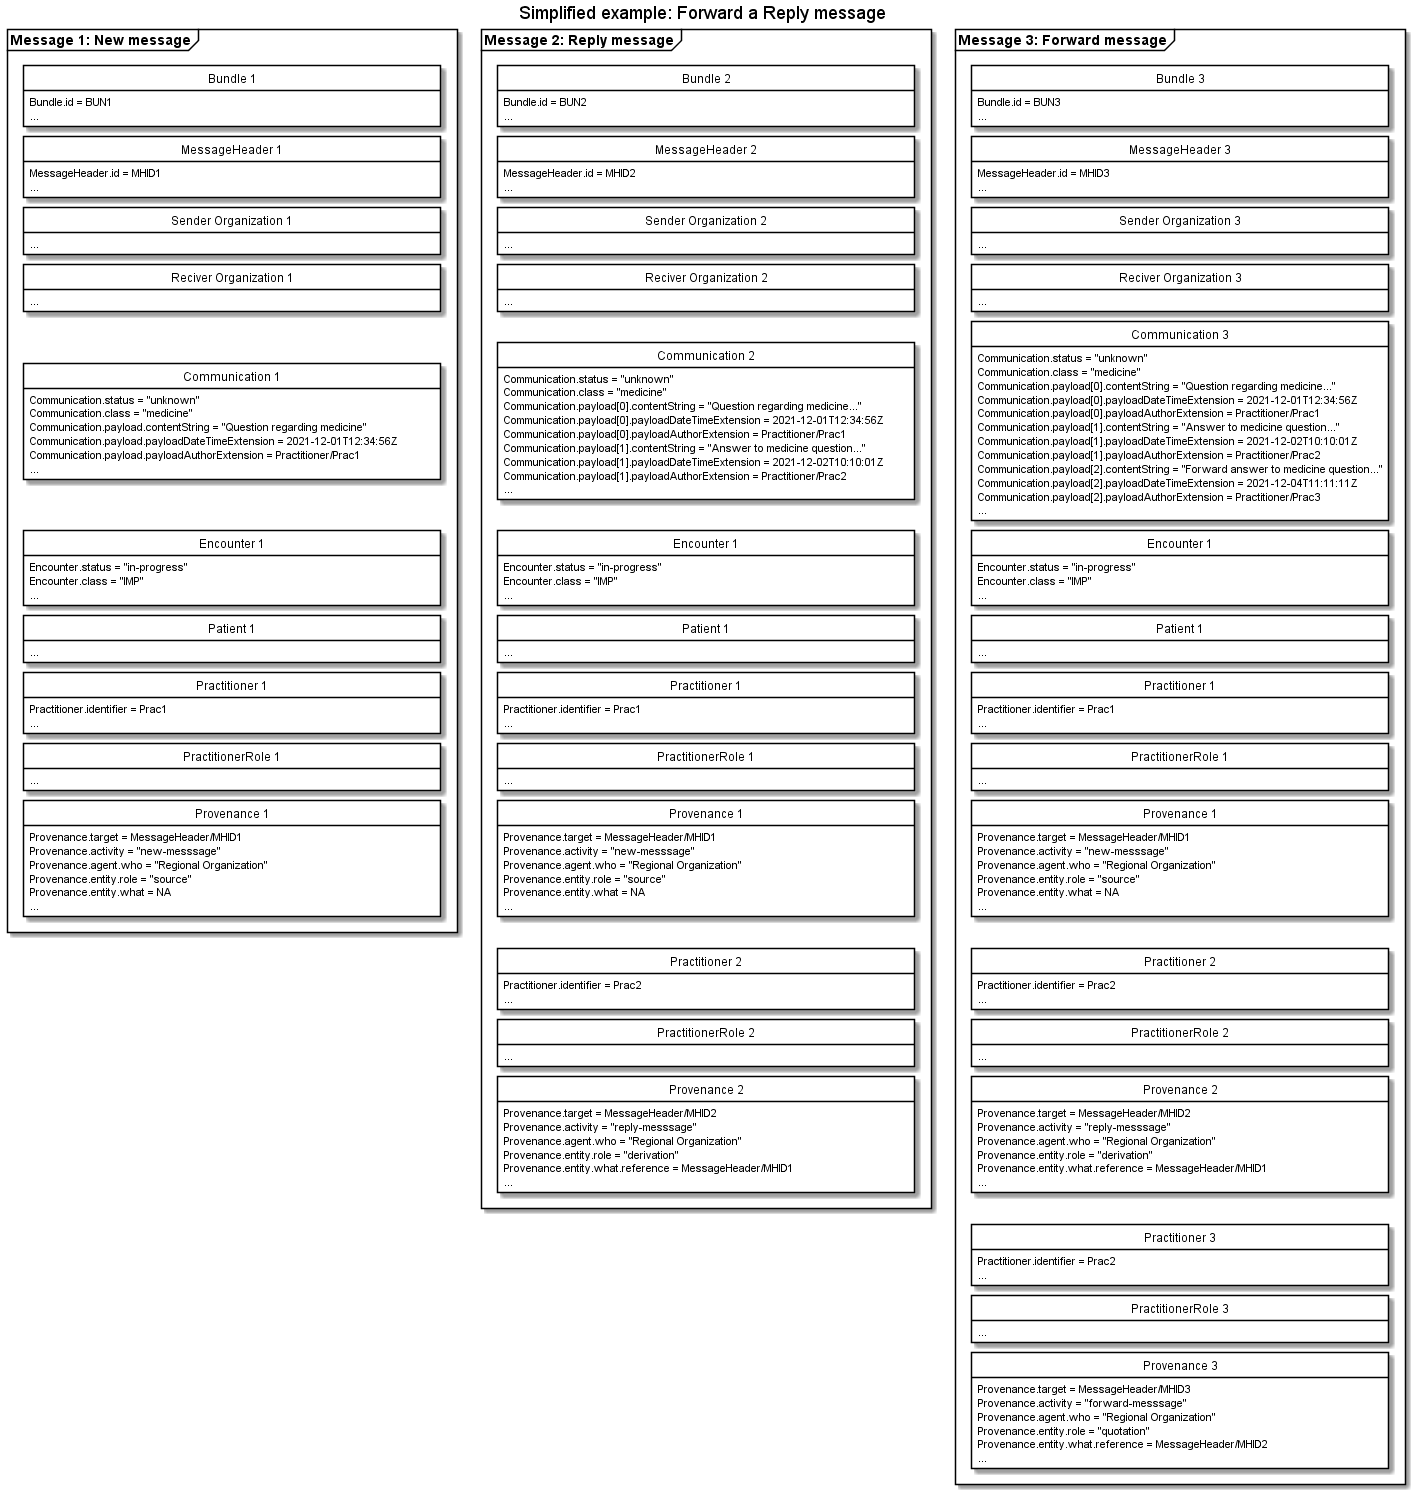 Simplified example: Forward a Reply message
Message 1: New message
Bundle 1
Bundle.id = BUN1
...
MessageHeader 1
MessageHeader.id = MHID1
...
Sender Organization 1
...
Reciver Organization 1
...
Communication 1
Communication.status = "unknown"
Communication.class = "medicine"
Communication.payload.contentString = "Question regarding medicine"
Communication.payload.payloadDateTimeExtension = 2021-12-01T12:34:56Z
Communication.payload.payloadAuthorExtension = Practitioner/Prac1
...
Encounter 1
Encounter.status = "in-progress"
Encounter.class = "IMP"
...
Patient 1
...
Practitioner 1
Practitioner.identifier = Prac1
...
PractitionerRole 1
...
Provenance 1
Provenance.target = MessageHeader/MHID1
Provenance.activity = "new-messsage"
Provenance.agent.who = "Regional Organization"
Provenance.entity.role = "source"
Provenance.entity.what = NA
...
Message 2: Reply message
Bundle 2
Bundle.id = BUN2
...
MessageHeader 2
MessageHeader.id = MHID2
...
Sender Organization 2
...
Reciver Organization 2
...
Communication 2
Communication.status = "unknown"
Communication.class = "medicine"
Communication.payload[0].contentString = "Question regarding medicine..."
Communication.payload[0].payloadDateTimeExtension = 2021-12-01T12:34:56Z
Communication.payload[0].payloadAuthorExtension = Practitioner/Prac1
Communication.payload[1].contentString = "Answer to medicine question..."
Communication.payload[1].payloadDateTimeExtension = 2021-12-02T10:10:01Z
Communication.payload[1].payloadAuthorExtension = Practitioner/Prac2
...
Encounter 1
Encounter.status = "in-progress"
Encounter.class = "IMP"
...
Patient 1
...
Practitioner 1
Practitioner.identifier = Prac1
...
PractitionerRole 1
...
Provenance 1
Provenance.target = MessageHeader/MHID1
Provenance.activity = "new-messsage"
Provenance.agent.who = "Regional Organization"
Provenance.entity.role = "source"
Provenance.entity.what = NA
...
Practitioner 2
Practitioner.identifier = Prac2
...
PractitionerRole 2
...
Provenance 2
Provenance.target = MessageHeader/MHID2
Provenance.activity = "reply-messsage"
Provenance.agent.who = "Regional Organization"
Provenance.entity.role = "derivation"
Provenance.entity.what.reference = MessageHeader/MHID1
...
Message 3: Forward message
Bundle 3
Bundle.id = BUN3
...
MessageHeader 3
MessageHeader.id = MHID3
...
Sender Organization 3
...
Reciver Organization 3
...
Communication 3
Communication.status = "unknown"
Communication.class = "medicine"
Communication.payload[0].contentString = "Question regarding medicine..."
Communication.payload[0].payloadDateTimeExtension = 2021-12-01T12:34:56Z
Communication.payload[0].payloadAuthorExtension = Practitioner/Prac1
Communication.payload[1].contentString = "Answer to medicine question..."
Communication.payload[1].payloadDateTimeExtension = 2021-12-02T10:10:01Z
Communication.payload[1].payloadAuthorExtension = Practitioner/Prac2
Communication.payload[2].contentString = "Forward answer to medicine question..."
Communication.payload[2].payloadDateTimeExtension = 2021-12-04T11:11:11Z
Communication.payload[2].payloadAuthorExtension = Practitioner/Prac3
...
Encounter 1
Encounter.status = "in-progress"
Encounter.class = "IMP"
...
Patient 1
...
Practitioner 1
Practitioner.identifier = Prac1
...
PractitionerRole 1
...
Provenance 1
Provenance.target = MessageHeader/MHID1
Provenance.activity = "new-messsage"
Provenance.agent.who = "Regional Organization"
Provenance.entity.role = "source"
Provenance.entity.what = NA
...
Practitioner 2
Practitioner.identifier = Prac2
...
PractitionerRole 2
...
Provenance 2
Provenance.target = MessageHeader/MHID2
Provenance.activity = "reply-messsage"
Provenance.agent.who = "Regional Organization"
Provenance.entity.role = "derivation"
Provenance.entity.what.reference = MessageHeader/MHID1
...
Practitioner 3
Practitioner.identifier = Prac2
...
PractitionerRole 3
...
Provenance 3
Provenance.target = MessageHeader/MHID3
Provenance.activity = "forward-messsage"
Provenance.agent.who = "Regional Organization"
Provenance.entity.role = "quotation"
Provenance.entity.what.reference = MessageHeader/MHID2
...